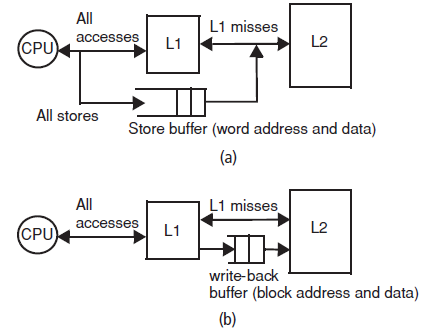 All
accesses
L1 misses
CPU
L1
L2
All stores
Store buffer (word address and data)
(a)
All
accesses
L1 misses
CPU
L1
L2
write-back
buffer (block address and data)
(b)